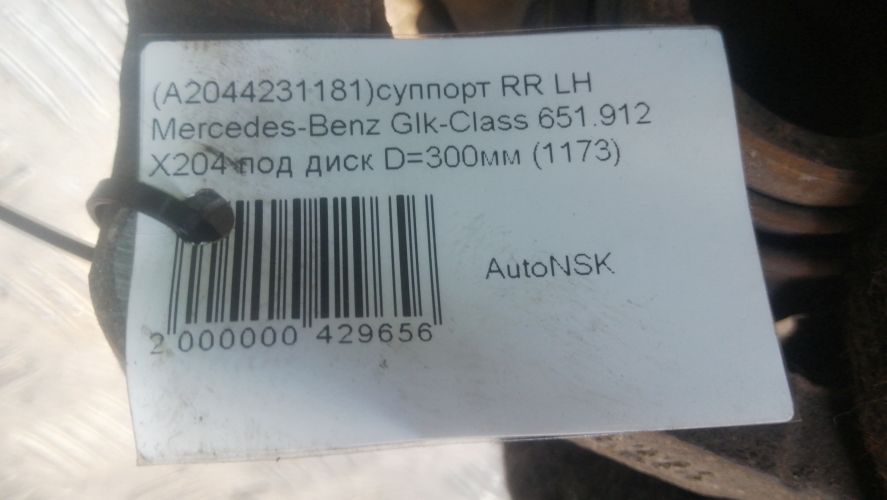 (A2044231181)суппорт RR LH
Mercedes-Benz Glk-Class 651.912
X204 под диск D=300мм (1173)
AutoNSK
2 000000 429656